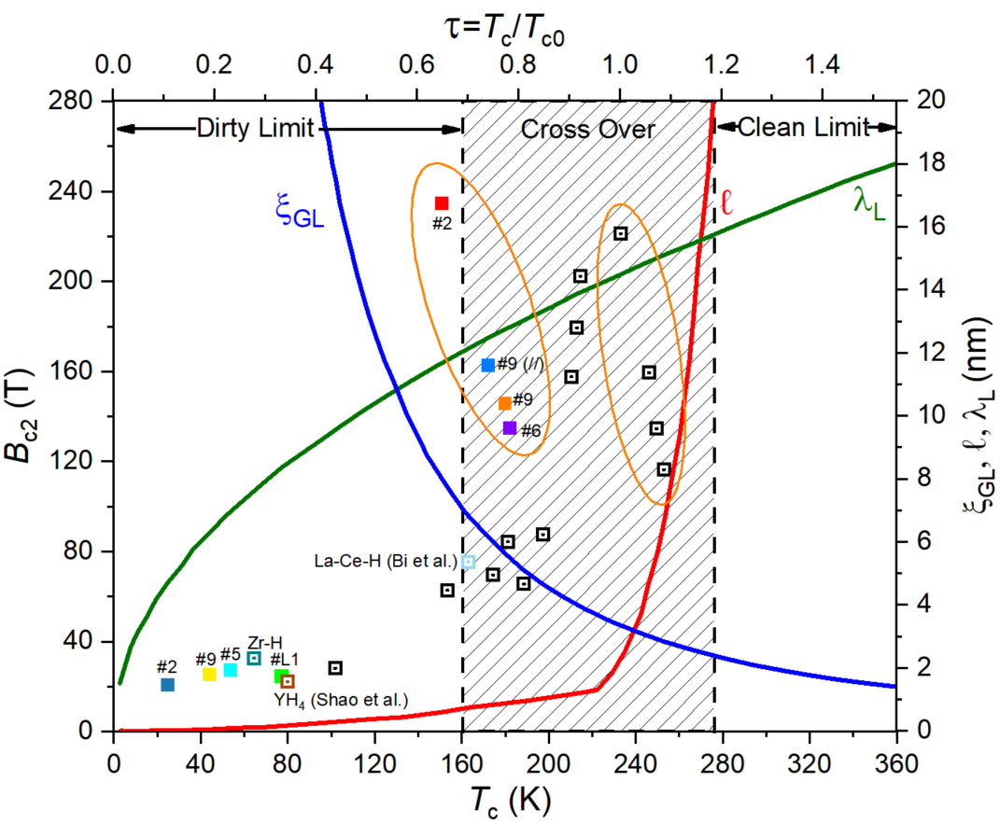 τ=Tc/Tc0
0.0 0.2 0.4 0.6 0.8 1.0 1.2 1.4
280 20
Dirty Limit Cross Over Clean Limit
18
240
#2 ξGL ℓ λL
16
200
14
160 #9 (//) 12
#9 10
#6
120
8
80 6
La-Ce-H (Bi et al.)
4
40 Zr-H
#2 #9 #5 #L1 2
YH4 (Shao et al.)
0 0
0 40 80 120 160 200 240 280 320 360
Tc (K)
Bc2 (T)
ξGL, ℓ, λL (nm)